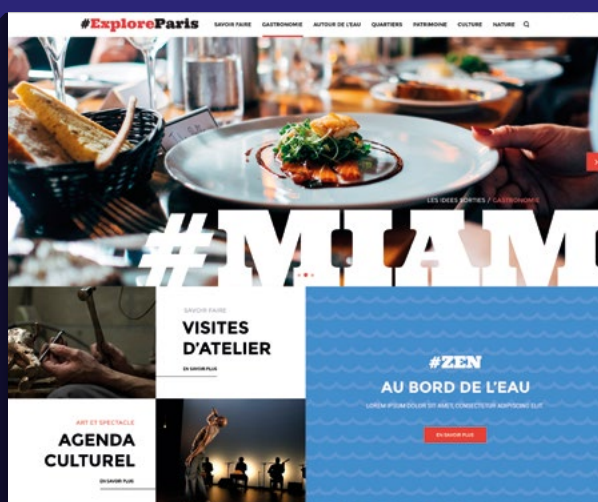 #ExploreParis
SAVOIR FAIRE GASTRONOMIE AUTOUR DE L'EAU QUARTIERS PATRIMOINE CULTURE NATURE
LES IDEES SORTIES / GASTRONOMIE
#MIAM
SAVOIR FAIRE
VISITES
D'ATELIER
EN SAVOIR PLUS
#ZEN
AU BORD DE L'EAU
LOREM IPSUM DOLOR SIT AMET, CONSECTETUR ADIPISCING ELIT
EN SAVOIR PLUS
ART ET SPECTACLE
AGENDA
CULTUREL
EN SAVOIR PLUS